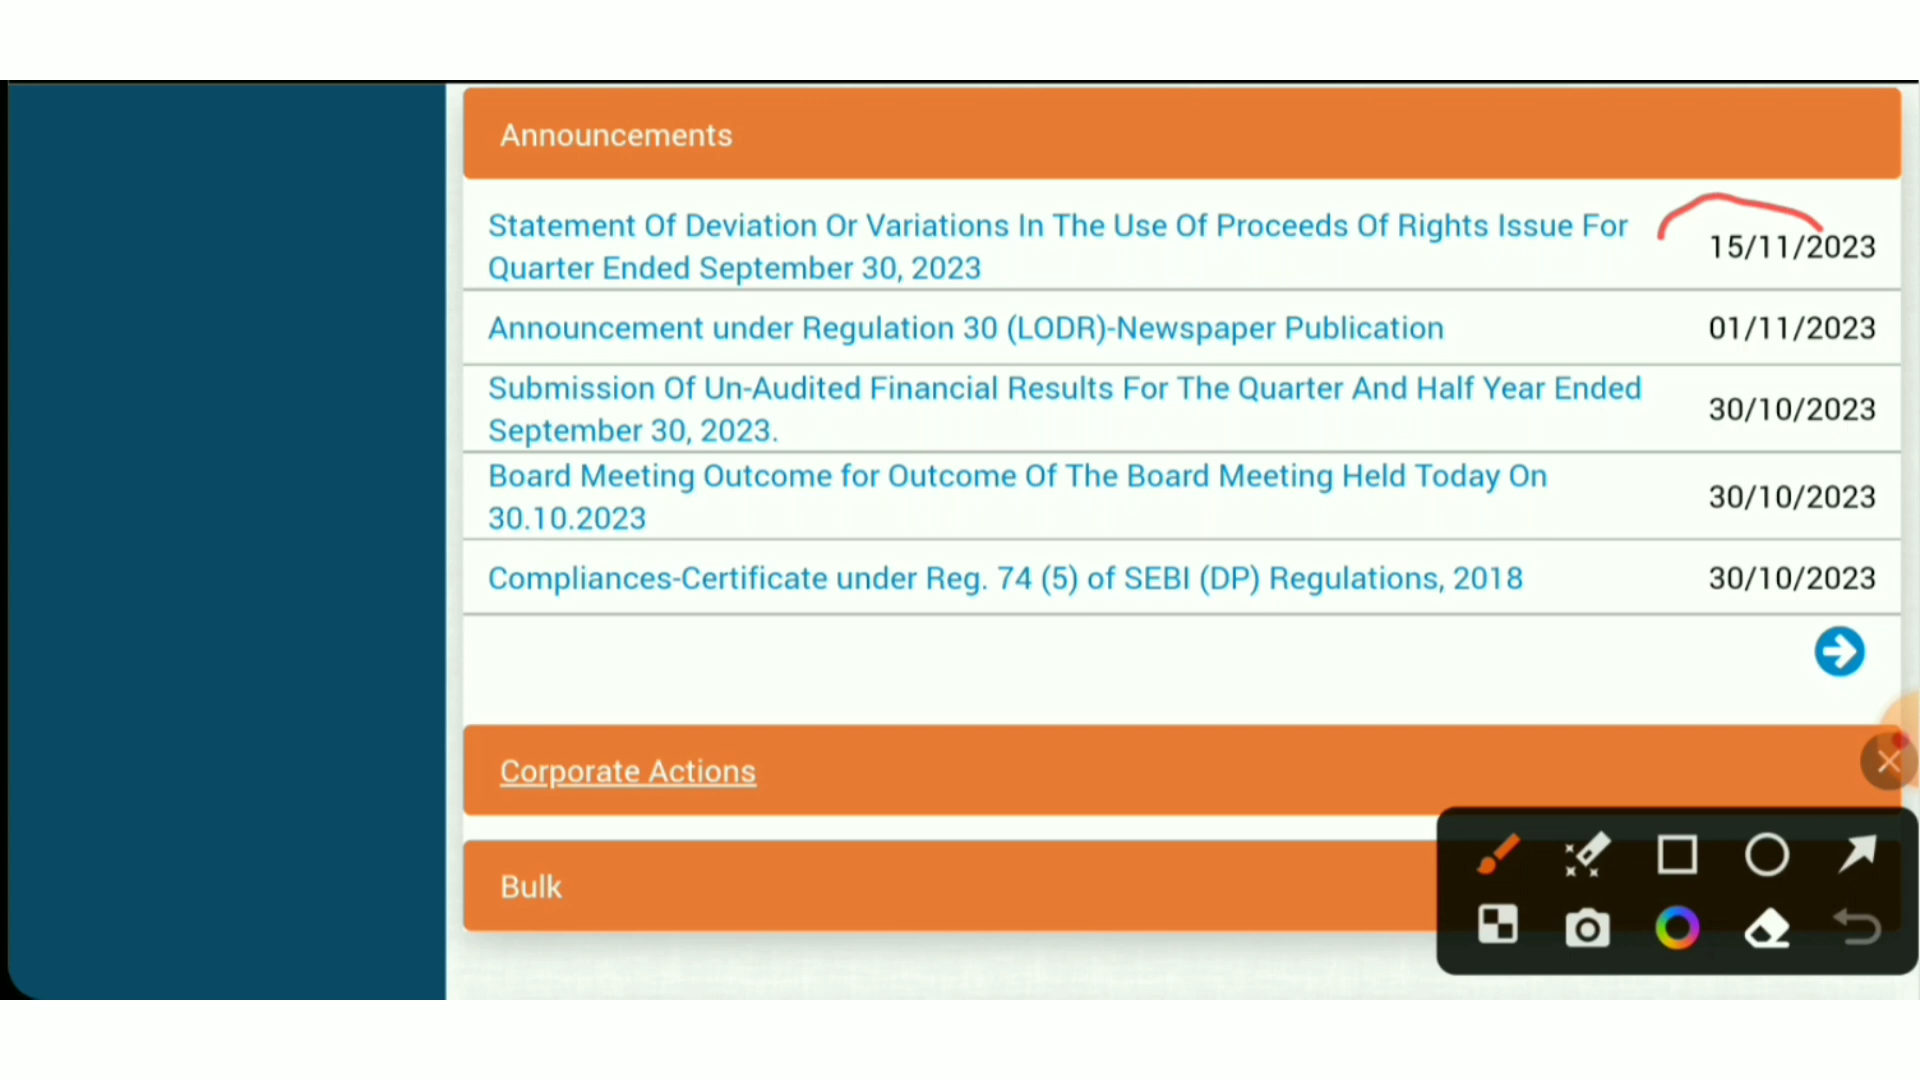 Announcements
Statement Of Deviation Or Variations In The Use Of Proceeds Of Rights Issue For
Quarter Ended September 30, 2023
15/11/2023
Announcement under Regulation 30 (LODR)-Newspaper Publication
01/11/2023
Submission Of Un-Audited Financial Results For The Quarter And Half Year Ended
September 30, 2023.
30/10/2023
Board Meeting Outcome for Outcome Of The Board Meeting Held Today On
30.10.2023
30/10/2023
Compliances-Certificate under Reg. 74 (5) of SEBI (DP) Regulations, 2018
30/10/2023
Corporate Actions
Bulk